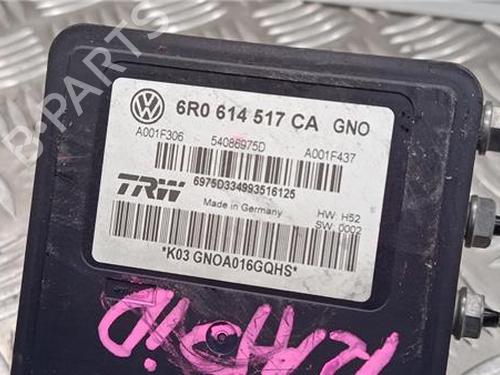 B-PARTS
6R0 614 517 CA GNO
A001F306 54086975D A001F437
6975D334993516125
TRW
Made in Germany
HW: H52
SW: 0002
*K03 GNOA016GQHS*